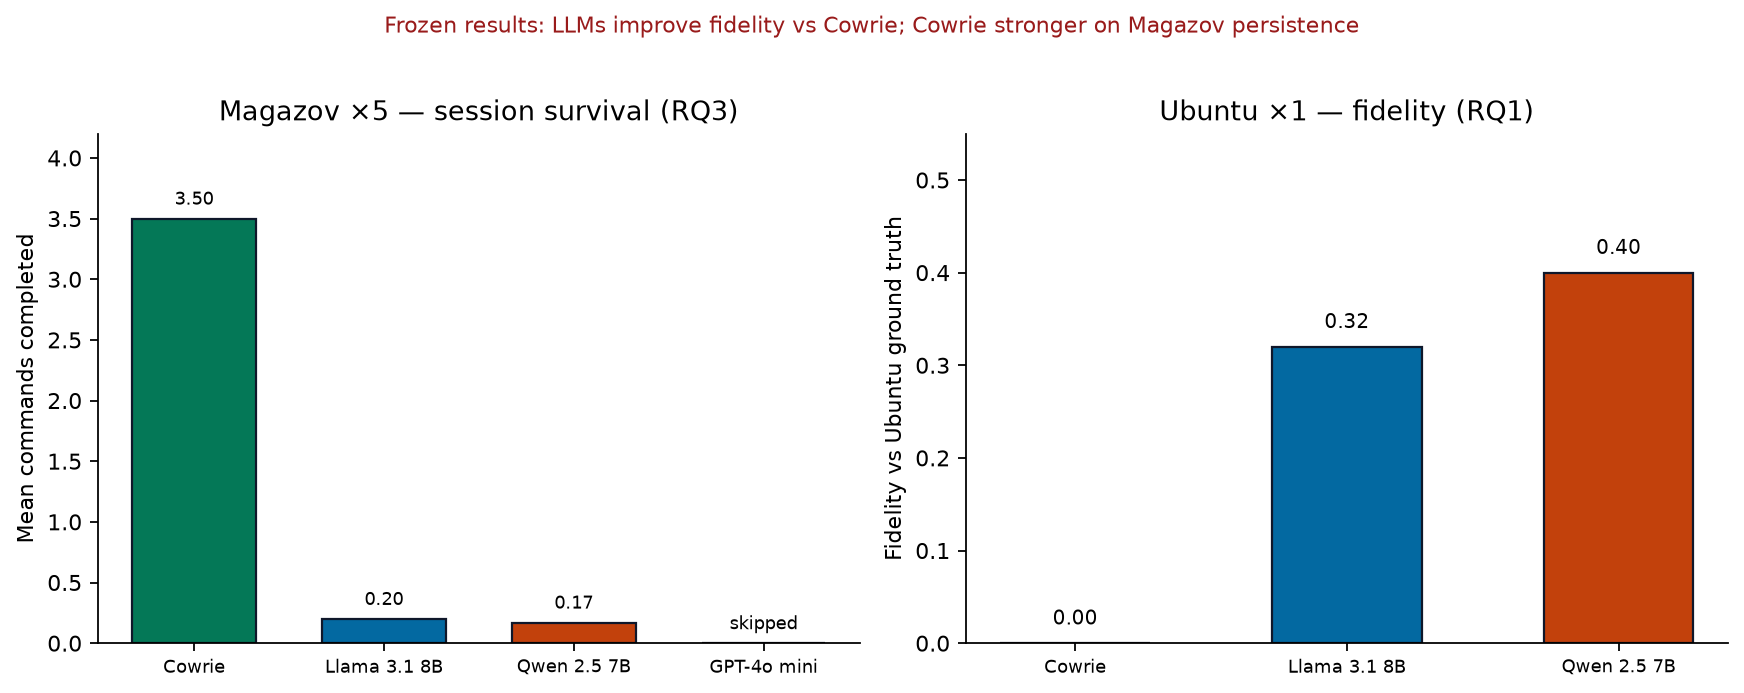 Frozen results: LLMs improve fidelity vs Cowrie; Cowrie stronger on Magazov persistence
Magazov ×5 — session survival (RQ3)
Mean commands completed
4.0
3.5
3.0
2.5
2.0
1.5
1.0
0.5
0.0
3.50
0.20
0.17
skipped
Cowrie
Llama 3.1 8B
Qwen 2.5 7B
GPT-4o mini
Ubuntu ×1 — fidelity (RQ1)
Fidelity vs Ubuntu ground truth
0.5
0.4
0.3
0.2
0.1
0.0
0.00
0.32
0.40
Cowrie
Llama 3.1 8B
Qwen 2.5 7B